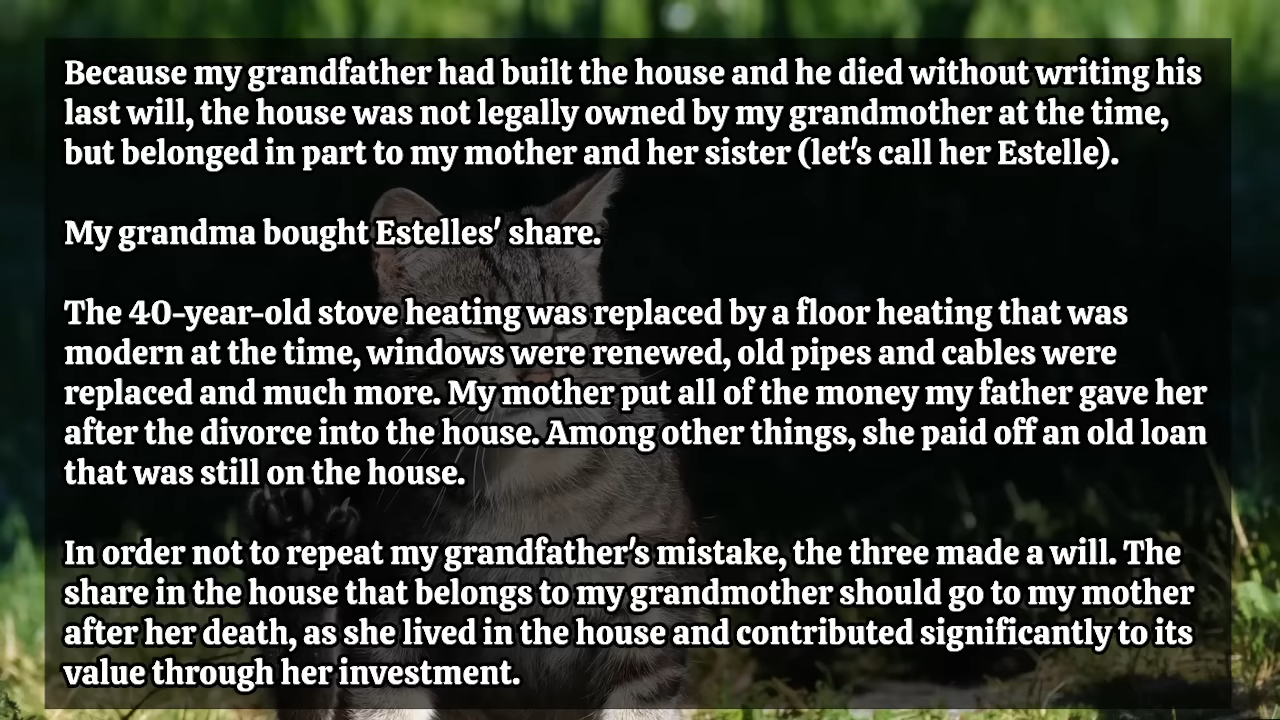 Because my grandfather had built the house and he died without writing his
last will, the house was not legally owned by my grandmother at the time,
but belonged in part to my mother and her sister (let's call her Estelle).
My grandma bought Estelles' share.
The 40-year-old stove heating was replaced by a floor heating that was
modern at the time, windows were renewed, old pipes and cables were
replaced and much more. My mother put all of the money my father gave her
after the divorce into the house. Among other things, she paid off an old loan
that was still on the house.
In order not to repeat my grandfather's mistake, the three made a will. The
share in the house that belongs to my grandmother should go to my mother
after her death, as she lived in the house and contributed significantly to its
value through her investment.